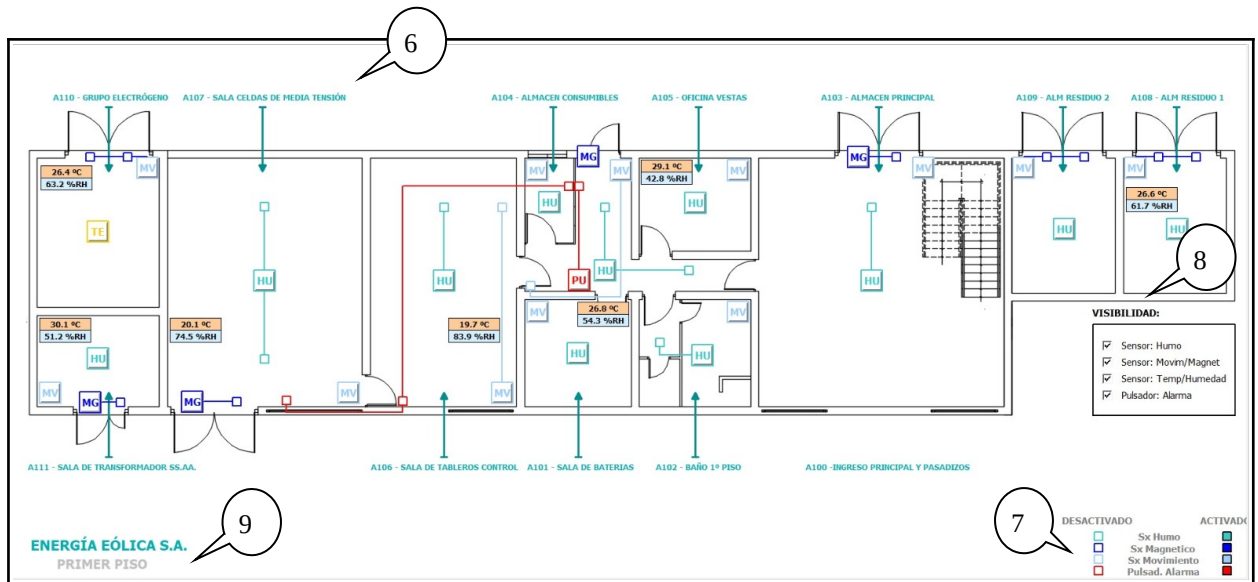 6
A110 - GRUPO ELECTRÓGENO
A107 - SALA CELDAS DE MEDIA TENSIÓN
A104 - ALMACEN CONSUMIBLES
A105 - OFICINA VESTAS
A103 - ALMACEN PRINCIPAL
A109 - ALM RESIDUO 2
A108 - ALM RESIDUO 1
MG
MG
26.4 ºC
63.2 %RH
MV
MV
MV
29.1 ºC
42.8 %RH
MV
MV
MV
MV
26.6 ºC
61.7 %RH
TE
HU
HU
HU
HU
8
HU
HU
HU
PU
HU
30.1 ºC
51.2 %RH
20.1 ºC
74.5 %RH
19.7 ºC
83.9 %RH
MV
26.8 ºC
54.3 %RH
MV
VISIBILIDAD:
Sensor: Humo
Sensor: Movim/Magnet
Sensor: Temp/Humedad
Pulsador: Alarma
HU
HU
HU
MV
MG
MG
MV
MV
A111 - SALA DE TRANSFORMADOR SS.AA.
A106 - SALA DE TABLEROS CONTROL
A101 - SALA DE BATERIAS
A102 - BAÑO 1º PISO
A100 -INGRESO PRINCIPAL Y PASADIZOS
9
7
DESACTIVADO
ACTIVADO
Sx Humo
Sx Magnetico
Sx Movimiento
Pulsad. Alarma
ENERGÍA EÓLICA S.A.
PRIMER PISO